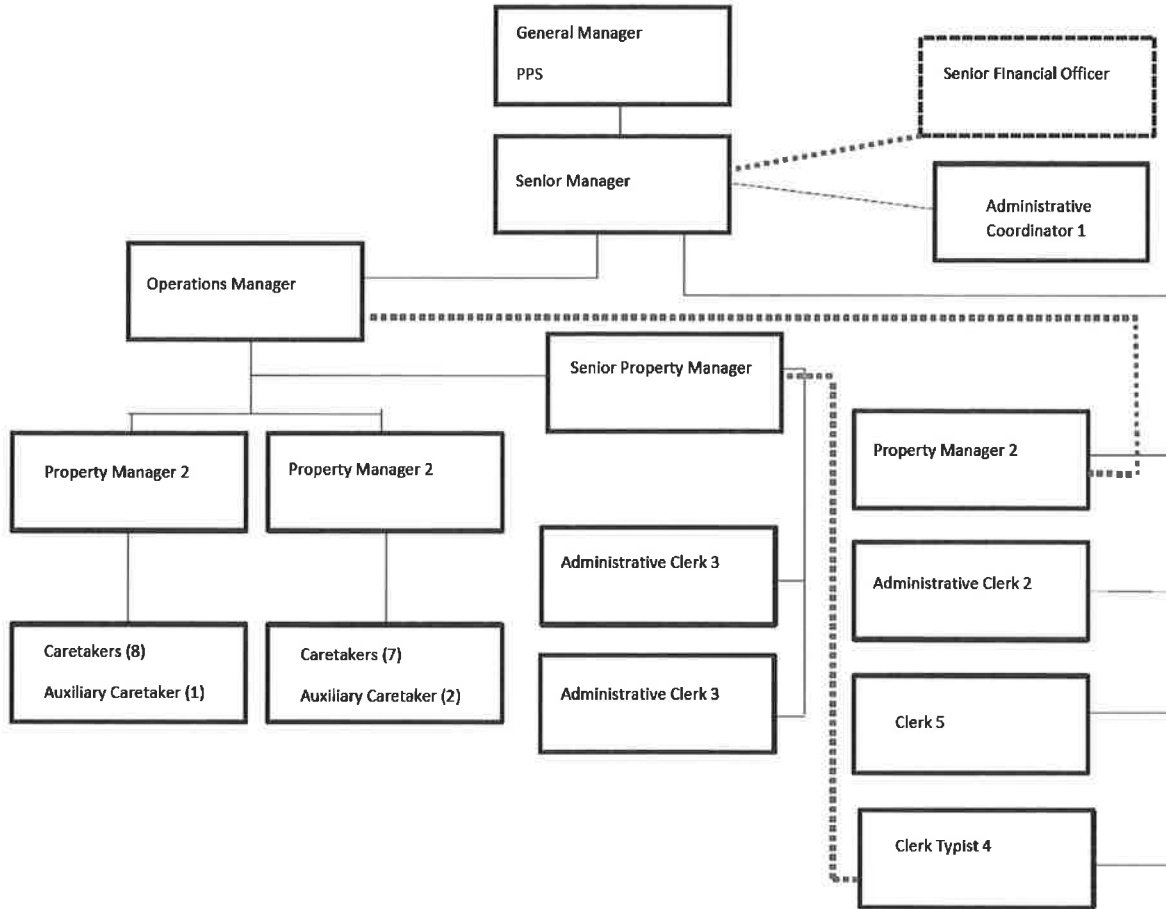 General Manager
PPS
Senior Financial Officer
Senior Manager
Administrative
Coordinator 1
Operations Manager
Senior Property Manager
Property Manager 2
Property Manager 2
Property Manager 2
Administrative Clerk 3
Administrative Clerk 2
Caretakers (8)
Auxiliary Caretaker (1)
Caretakers (7)
Auxiliary Caretaker (2)
Administrative Clerk 3
Clerk 5
Clerk Typist 4